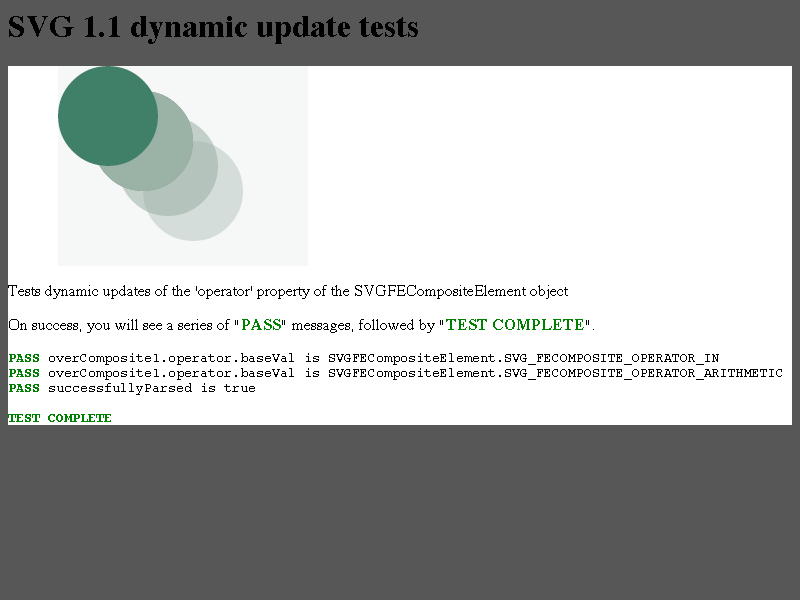 SVG 1.1 dynamic update tests
Tests dynamic updates of the 'operator' property of the SVGFECompositeElement object
On success, you will see a series of "PASS" messages, followed by "TEST COMPLETE".
PASS overComposite1.operator.baseVal is SVGFECompositeElement.SVG_FECOMPOSITE_OPERATOR_IN
PASS overComposite1.operator.baseVal is SVGFECompositeElement.SVG_FECOMPOSITE_OPERATOR_ARITHMETIC
PASS successfullyParsed is true
TEST COMPLETE